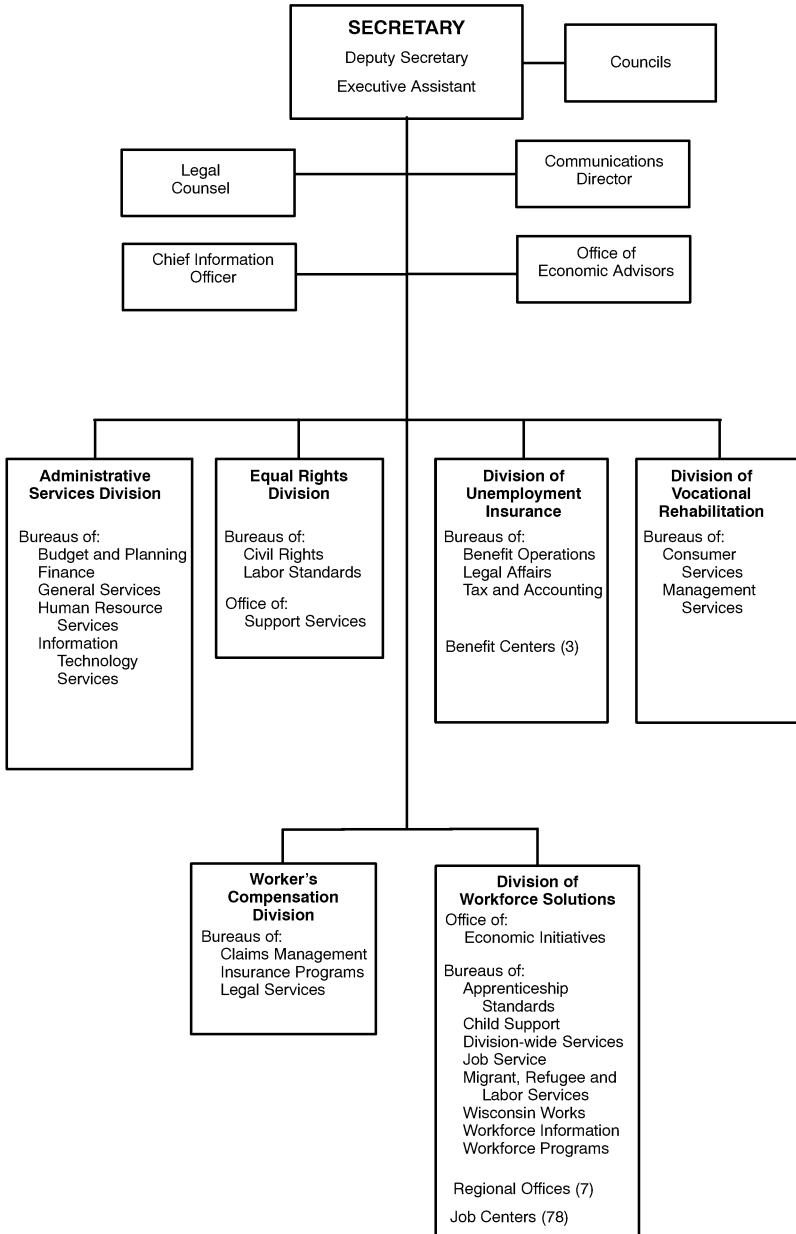 SECRETARY
Deputy Secretary
Executive Assistant
Councils
Legal
Counsel
Communications
Director
Chief Information
Officer
Office of
Economic Advisors
Administrative
Services Division
Bureaus of:
Budget and Planning
Finance
General Services
Human Resource
Services
Information
Technology
Services
Equal Rights
Division
Bureaus of:
Civil Rights
Labor Standards
Office of:
Support Services
Division of
Unemployment
Insurance
Bureaus of:
Benefit Operations
Legal Affairs
Tax and Accounting
Benefit Centers (3)
Division of
Vocational
Rehabilitation
Bureaus of:
Consumer
Services
Management
Services
Worker's
Compensation
Division
Bureaus of:
Claims Management
Insurance Programs
Legal Services
Division of
Workforce Solutions
Office of:
Economic Initiatives
Bureaus of:
Apprenticeship
Standards
Child Support
Division-wide Services
Job Service
Migrant, Refugee and
Labor Services
Wisconsin Works
Workforce Information
Workforce Programs
Regional Offices (7)
Job Centers (78)